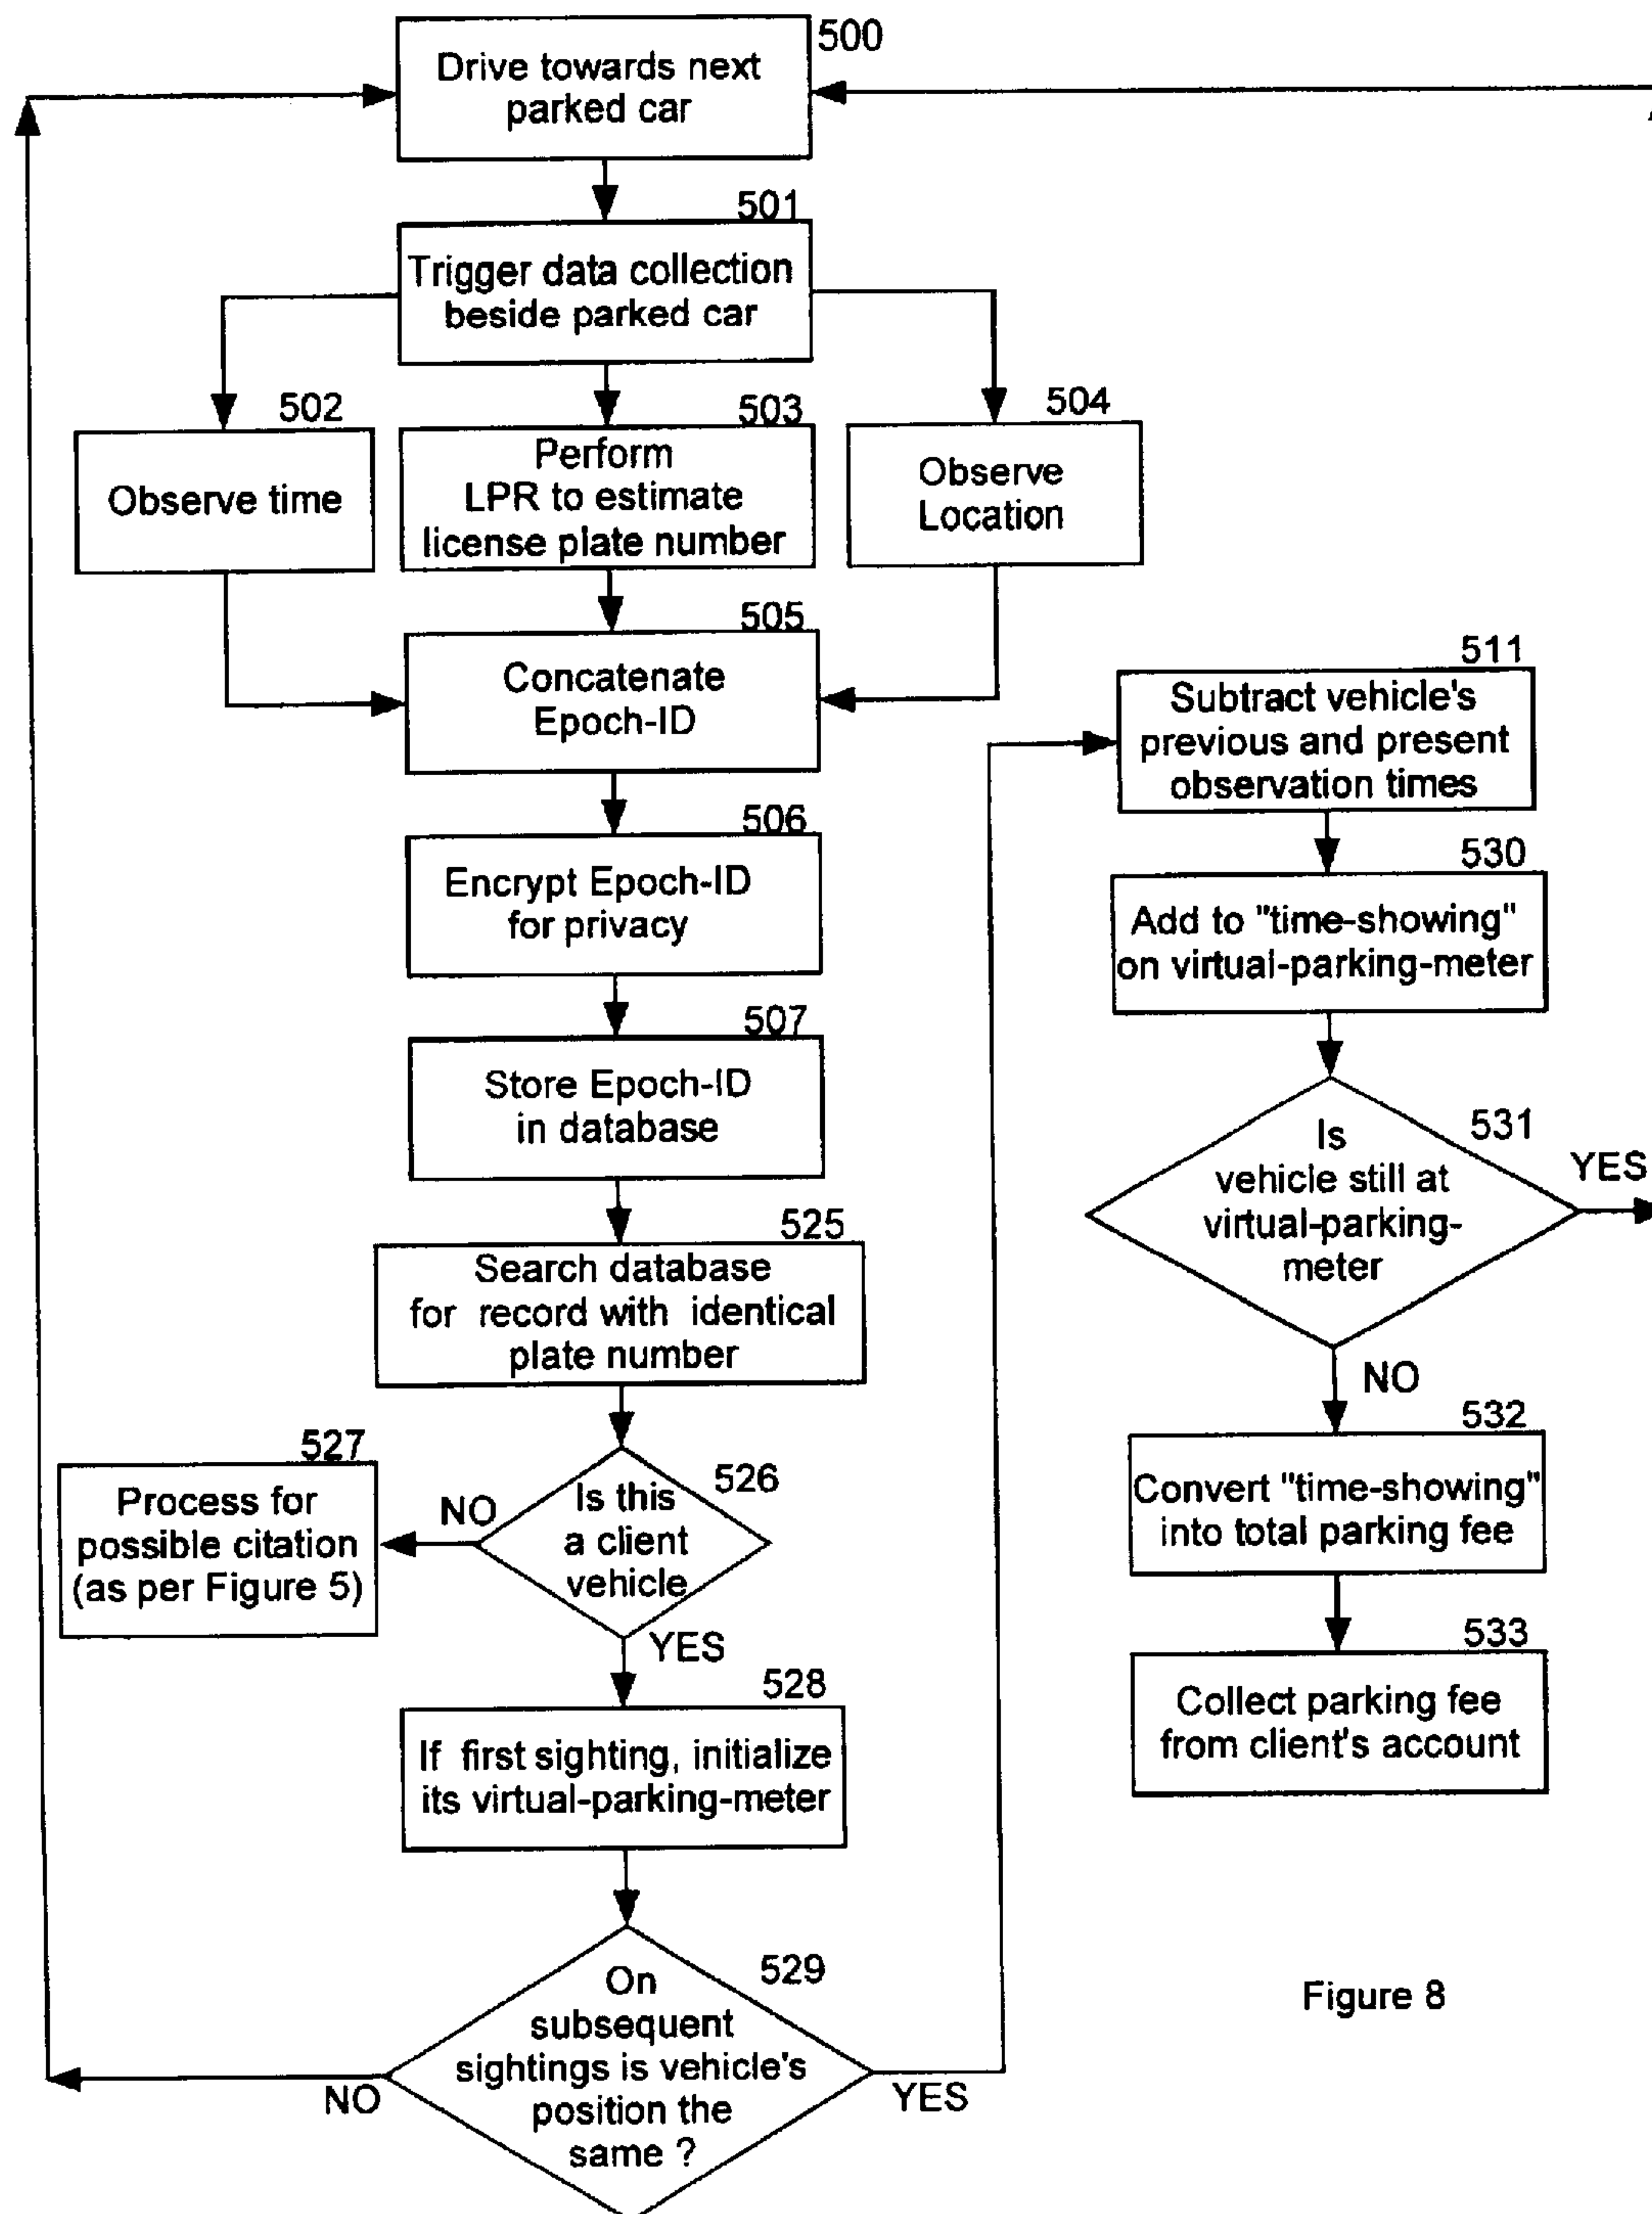 500
Drive towards next
parked car
501
Trigger data collection
beside parked car
502
Observe time
503
Perform
LPR to estimate
license plate number
504
Observe
Location
505
Concatenate
Epoch-ID
506
Encrypt Epoch-ID
for privacy
507
Store Epoch-ID
in database
525
Search database
for record with identical
plate number
526
Is this
a client
vehicle
NO
527
Process for
possible citation
(as per Figure 5)
YES
528
If first sighting, initialize
its virtual-parking-meter
529
On
subsequent
sightings is vehicle's
position the
same ?
NO
YES
511
Subtract vehicle's
previous and present
observation times
530
Add to "time-showing"
on virtual-parking-meter
531
Is
vehicle still at
virtual-parking-
meter
YES
NO
532
Convert "time-showing"
into total parking fee
533
Collect parking fee
from client's account
Figure 8